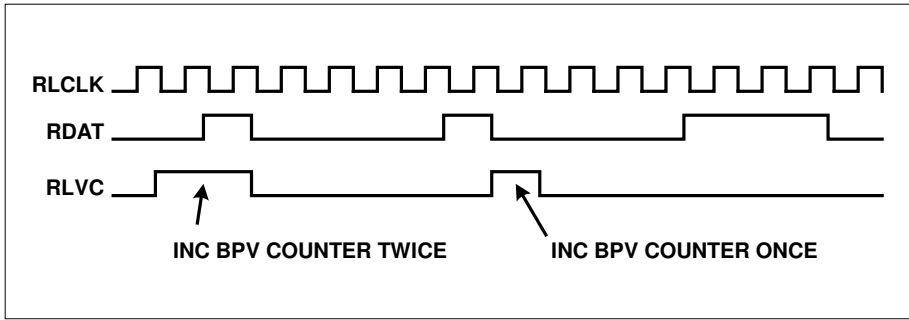 RLCLK
RDAT
RLVC
INC BPV COUNTER TWICE
INC BPV COUNTER ONCE